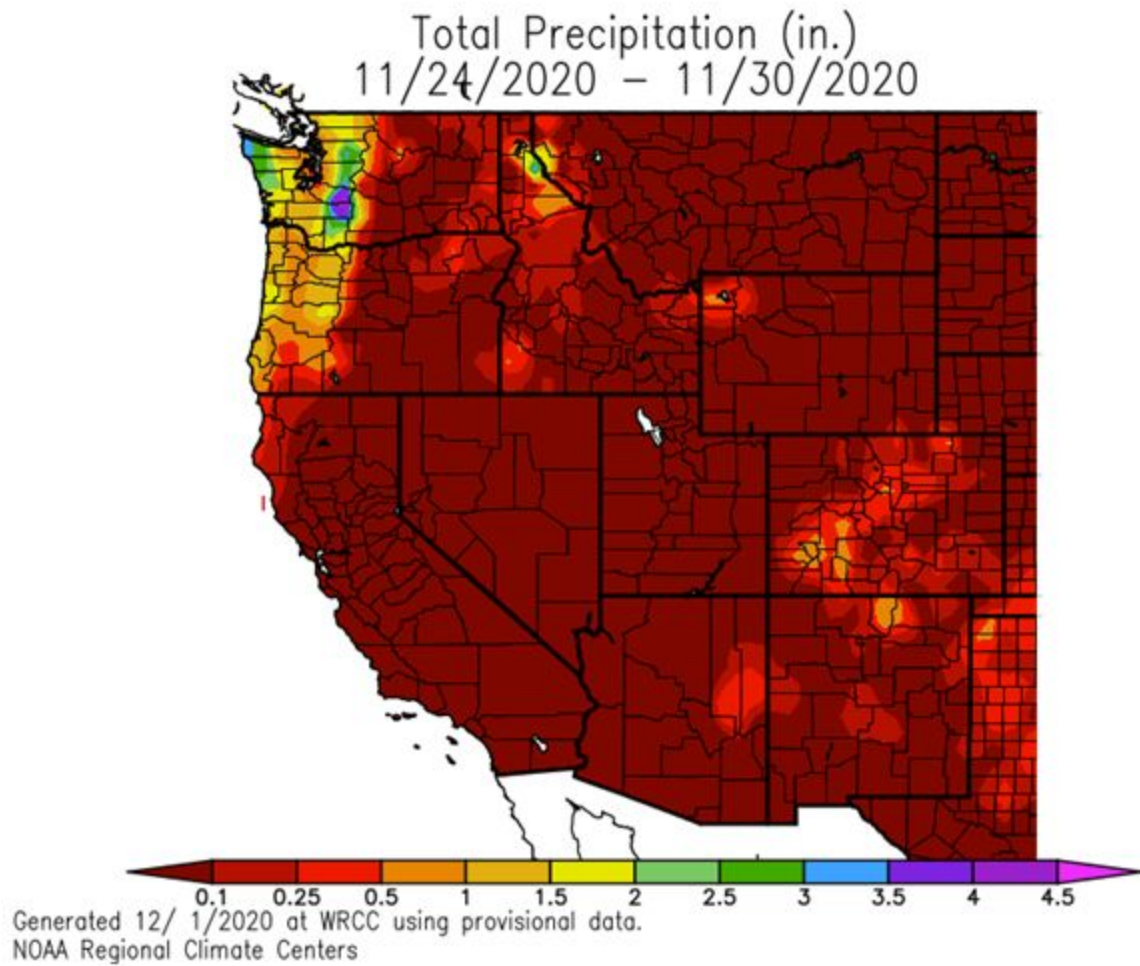 Total Precipitation (in.)
11/24/2020 – 11/30/2020
0.1 0.25 0.5 1 1.5 2 2.5 3 3.5 4 4.5
Generated 12/ 1/2020 at WRCC using provisional data.
NOAA Regional Climate Centers